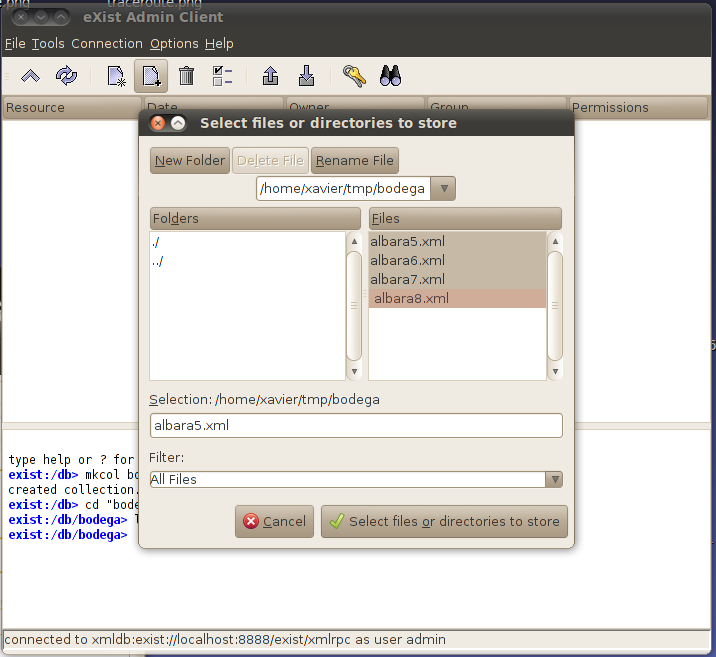 traceroute.png
eXist Admin Client
File Tools Connection Options Help
Resource Date Owner Group Permissions
Select files or directories to store
New Folder Delete File Rename File
/home/xavier/tmp/bodega
Folders Files
./
../
albara5.xml
albara6.xml
albara7.xml
albara8.xml
Selection: /home/xavier/tmp/bodega
albara5.xml
Filter:
All Files
Cancel Select files or directories to store
type help or ? for
exist:/db> mkcol bo
created collection.
exist:/db> cd "bode
exist:/db/bodega>
exist:/db/bodega>
connected to xmldb:exist://localhost:8888/exist/xmlrpc as user admin